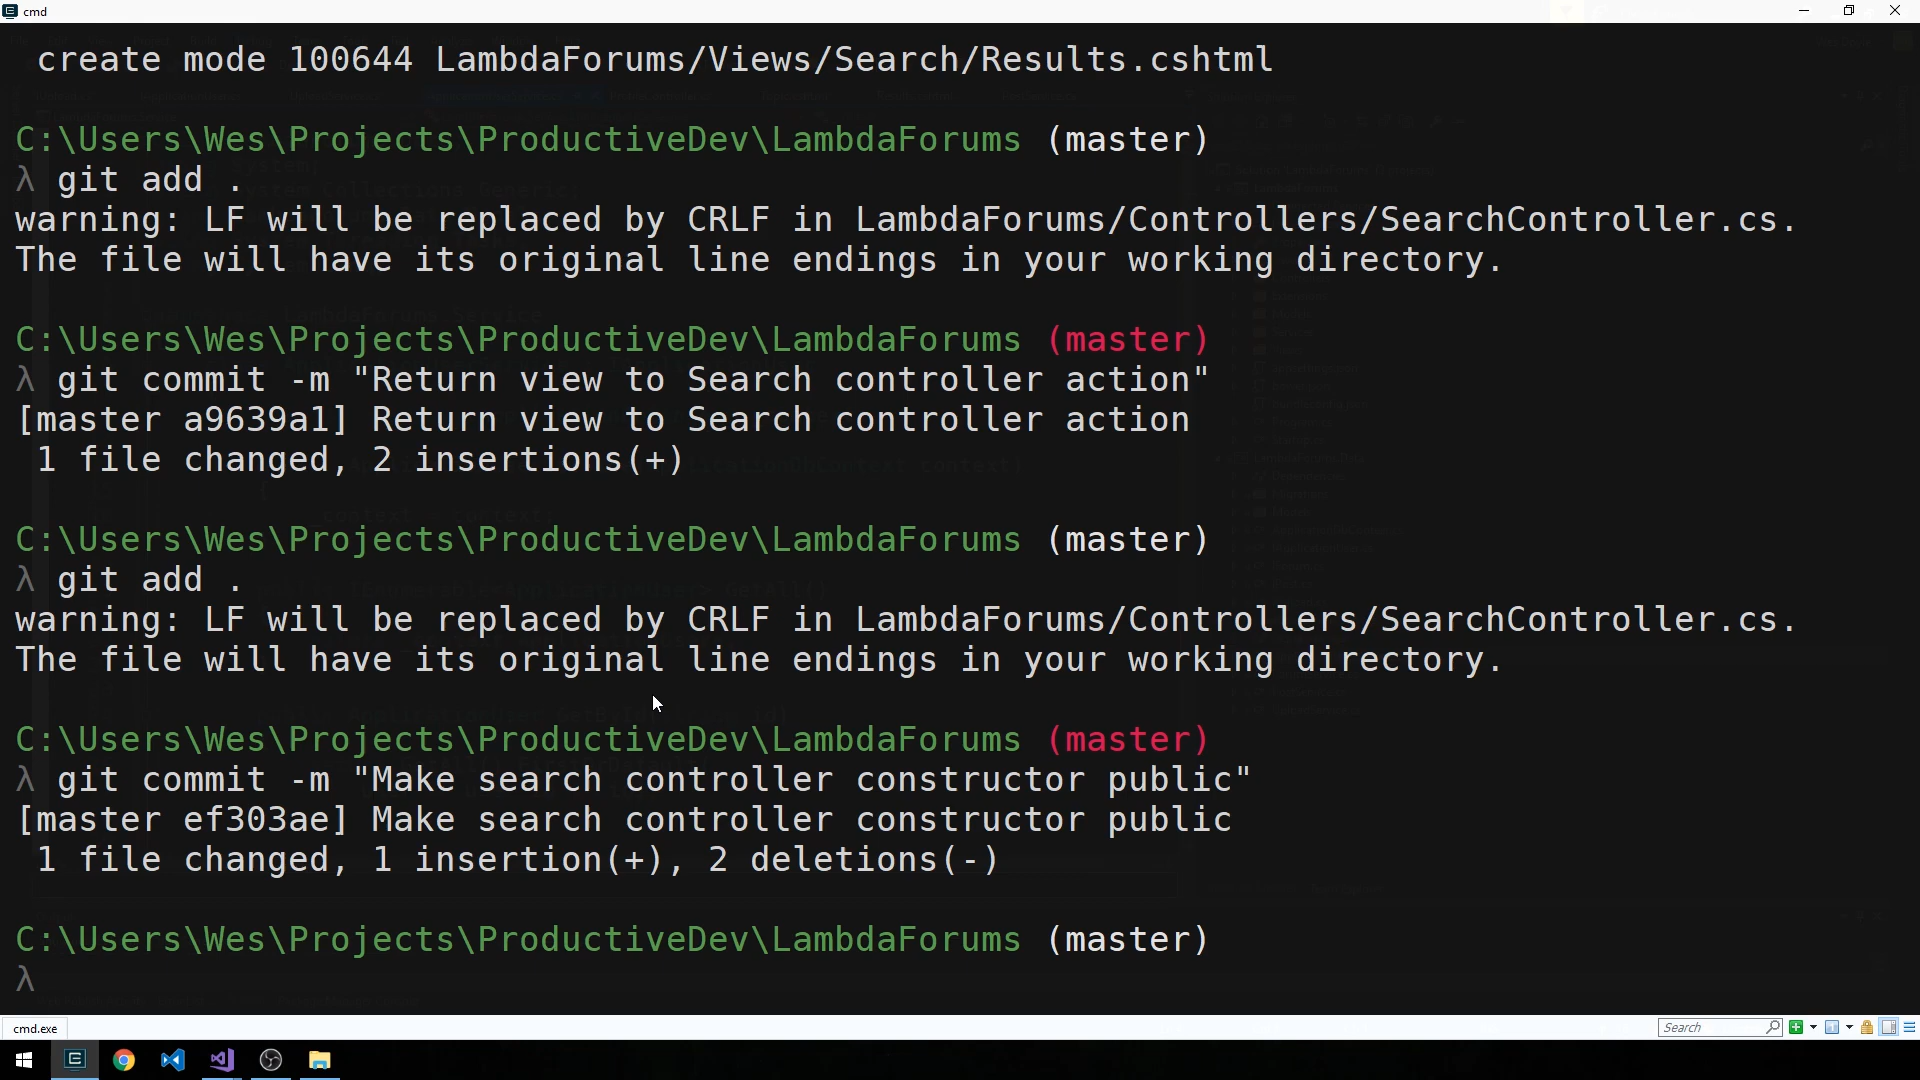 cmd
create mode 100644 LambdaForums/Views/Search/Results.cshtml
C:\Users\Wes\Projects\ProductiveDev\LambdaForums (master)
λ git add .
warning: LF will be replaced by CRLF in LambdaForums/Controllers/SearchController.cs.
The file will have its original line endings in your working directory.
C:\Users\Wes\Projects\ProductiveDev\LambdaForums (master)
λ git commit -m "Return view to Search controller action"
[master a9639a1] Return view to Search controller action
1 file changed, 2 insertions(+)
C:\Users\Wes\Projects\ProductiveDev\LambdaForums (master)
λ git add .
warning: LF will be replaced by CRLF in LambdaForums/Controllers/SearchController.cs.
The file will have its original line endings in your working directory.
C:\Users\Wes\Projects\ProductiveDev\LambdaForums (master)
λ git commit -m "Make search controller constructor public"
[master ef303ae] Make search controller constructor public
1 file changed, 1 insertion(+), 2 deletions(-)
C:\Users\Wes\Projects\ProductiveDev\LambdaForums (master)
λ
cmd.exe
Search